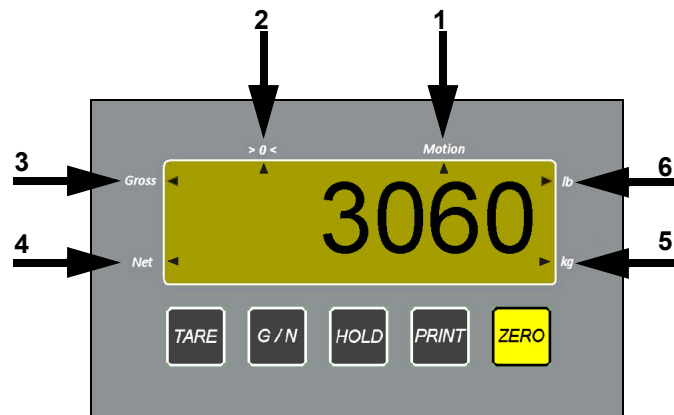 2
1
> 0 <
Motion
3
Gross
lb
6
3060
4
Net
kg
5
TARE
G / N
HOLD
PRINT
ZERO